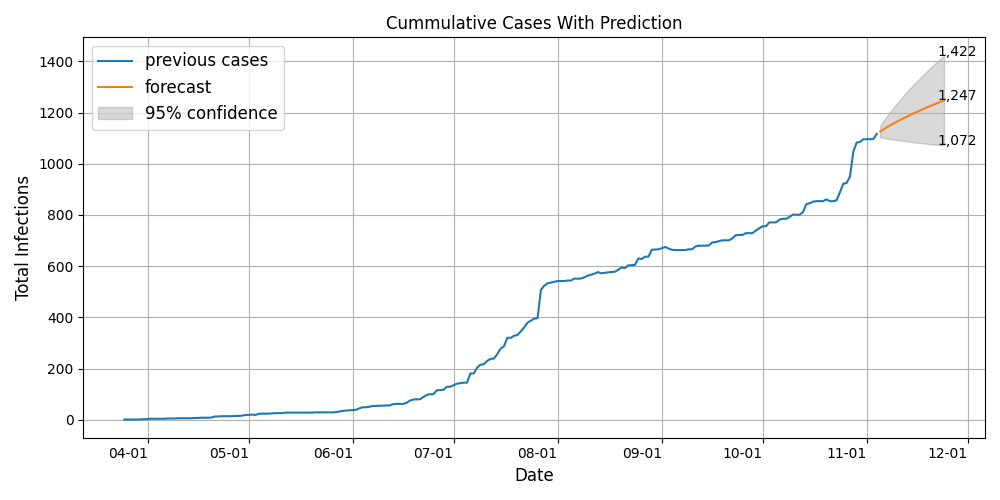 Cummulative Cases With Prediction
previous cases
forecast
95% confidence
1,422
1,247
1,072
1400
1200
1000
800
600
400
200
0
Total Infections
04-01 05-01 06-01 07-01 08-01 09-01 10-01 11-01 12-01
Date